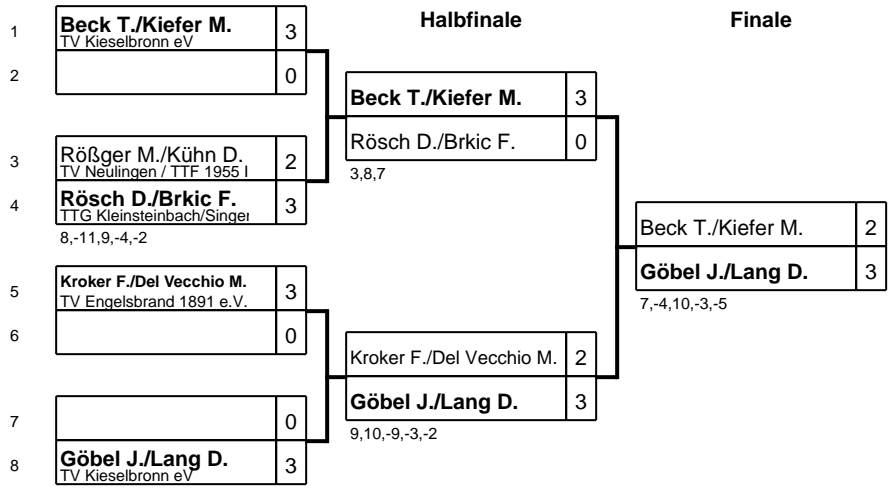 Halbfinale
Finale
1
Beck T./Kiefer M.
3
TV Kieselbronn eV
2
0
3
Rößger M./Kühn D.
2
TV Neulingen / TTF 1955 I
4
Rösch D./Brkic F.
3
TTG Kleinsteinbach/Singer
8,-11,9,-4,-2
5
Kroker F./Del Vecchio M.
3
TV Engelsbrand 1891 e.V.
6
0
7
0
8
Göbel J./Lang D.
3
TV Kieselbronn eV
Beck T./Kiefer M.
3
Rösch D./Brkic F.
0
3,8,7
Kroker F./Del Vecchio M.
2
Göbel J./Lang D.
3
9,10,-9,-3,-2
Beck T./Kiefer M.
2
Göbel J./Lang D.
3
7,-4,10,-3,-5